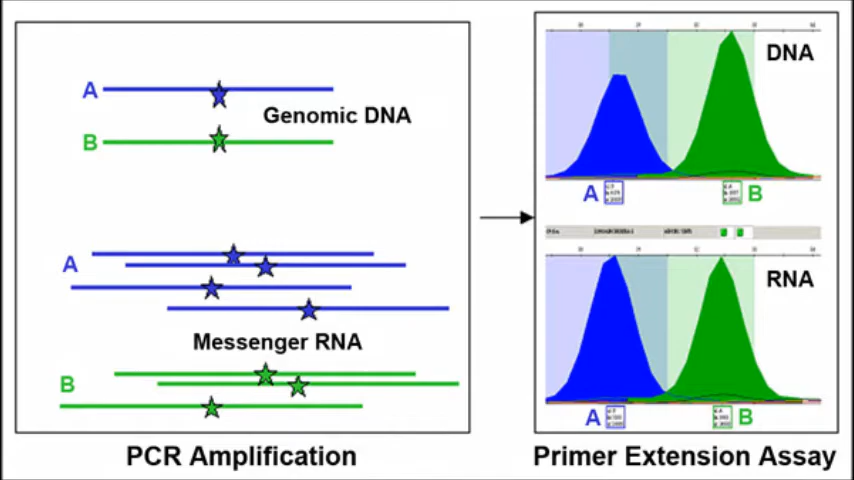 A
Genomic DNA
B
A
Messenger RNA
B
PCR Amplification
DNA
A
B
RNA
A
B
Primer Extension Assay